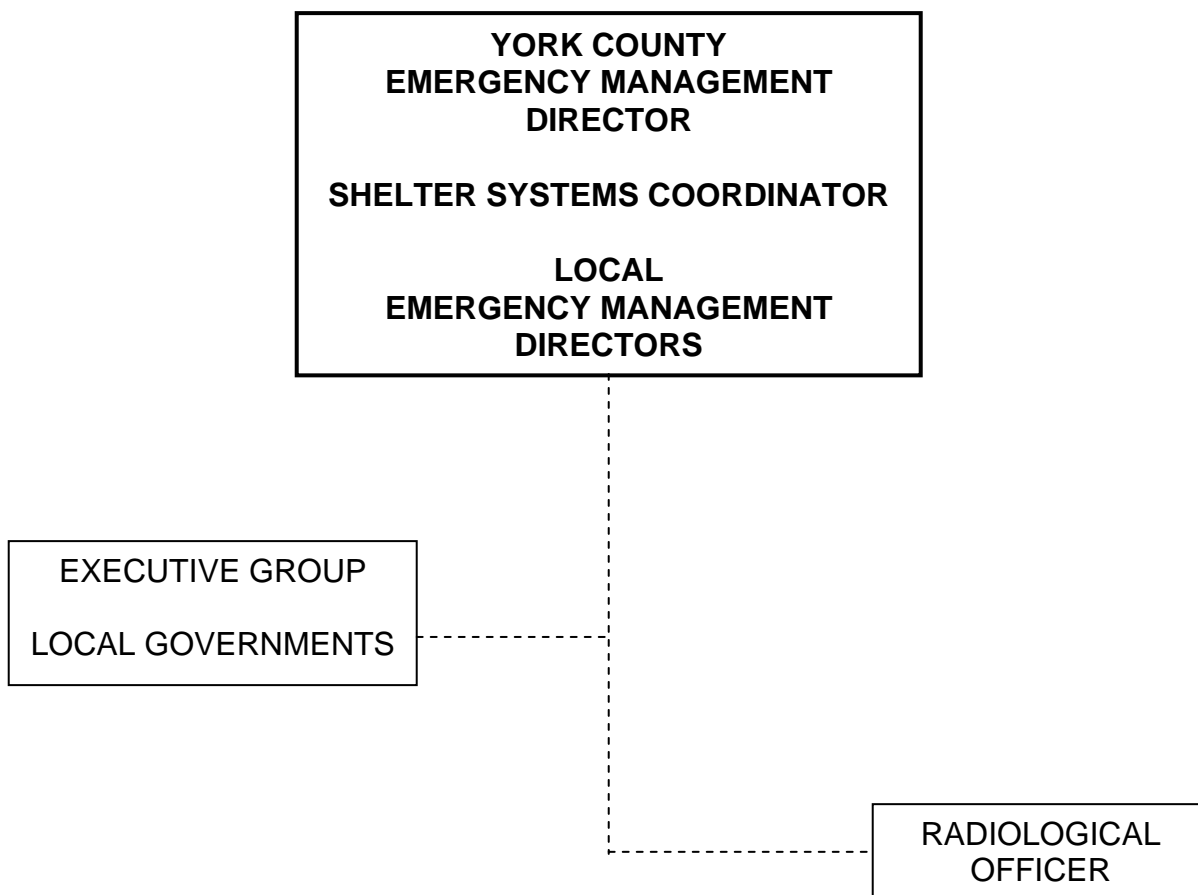 YORK COUNTY
EMERGENCY MANAGEMENT
DIRECTOR
SHELTER SYSTEMS COORDINATOR
LOCAL
EMERGENCY MANAGEMENT
DIRECTORS
EXECUTIVE GROUP
LOCAL GOVERNMENTS
RADIOLOGICAL
OFFICER